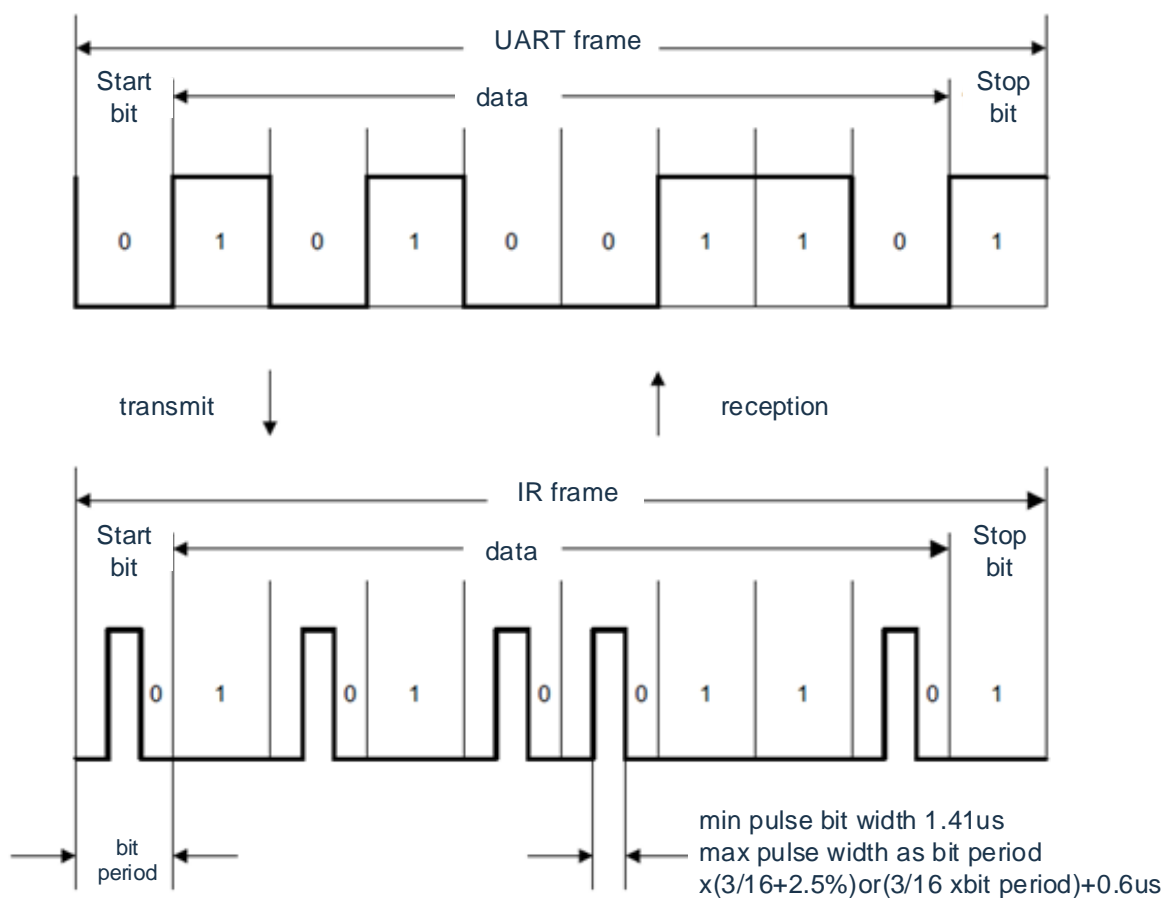 UART frame
Start
bit
data
Stop
bit
0 1 0 1 0 0 1 1 0 1
transmit
reception
IR frame
Start
bit
data
Stop
bit
0 1 0 1 0 0 1 1 0 1
bit
period
min pulse bit width 1.41us
max pulse width as bit period
x(3/16+2.5%)or(3/16 xbit period)+0.6us